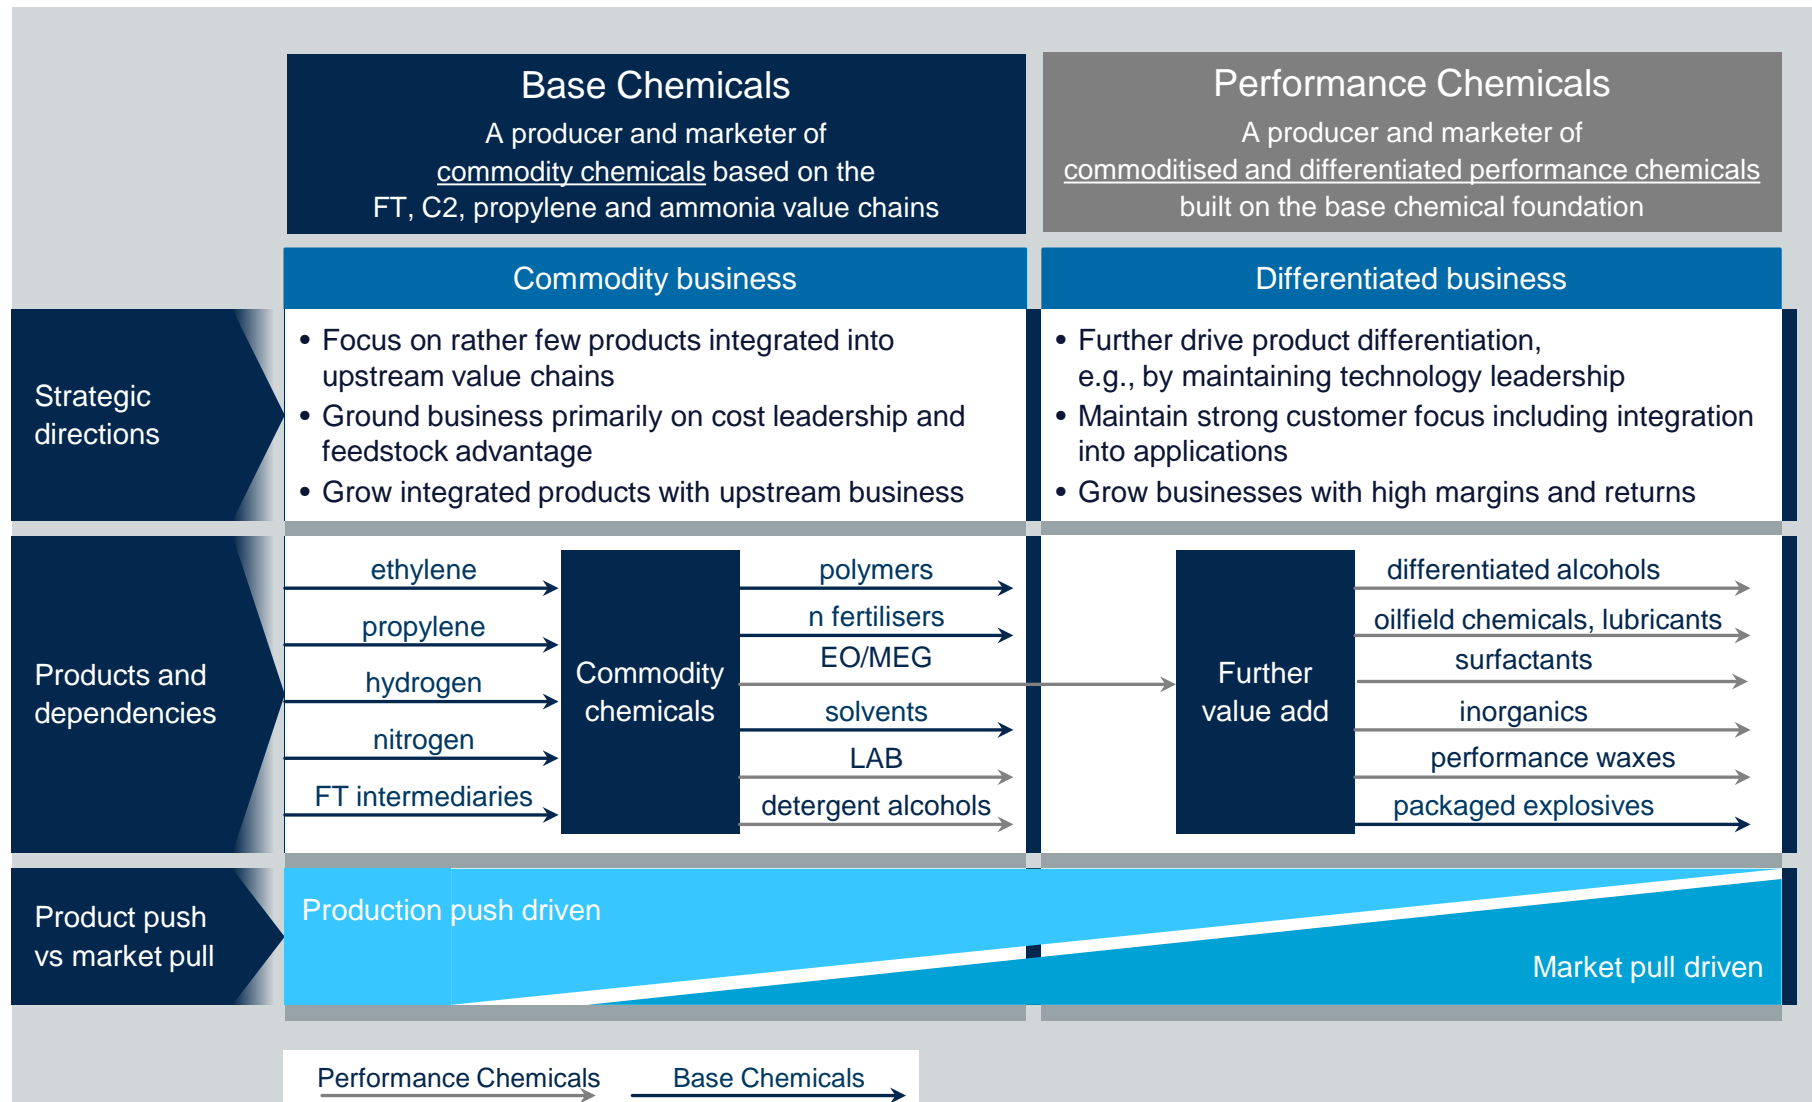 Base Chemicals
A producer and marketer of
commodity chemicals based on the
FT, C2, propylene and ammonia value chains
Performance Chemicals
A producer and marketer of
commoditised and differentiated performance chemicals
built on the base chemical foundation
Commodity business
Differentiated business
Strategic
directions
• Focus on rather few products integrated into
upstream value chains
• Ground business primarily on cost leadership and
feedstock advantage
• Grow integrated products with upstream business
• Further drive product differentiation,
e.g., by maintaining technology leadership
• Maintain strong customer focus including integration
into applications
• Grow businesses with high margins and returns
Products and
dependencies
ethylene
propylene
hydrogen
nitrogen
FT intermediaries
Commodity
chemicals
polymers
n fertilisers
EO/MEG
solvents
LAB
detergent alcohols
Further
value add
differentiated alcohols
oilfield chemicals, lubricants
surfactants
inorganics
performance waxes
packaged explosives
Product push
vs market pull
Production push driven
Market pull driven
Performance Chemicals
Base Chemicals